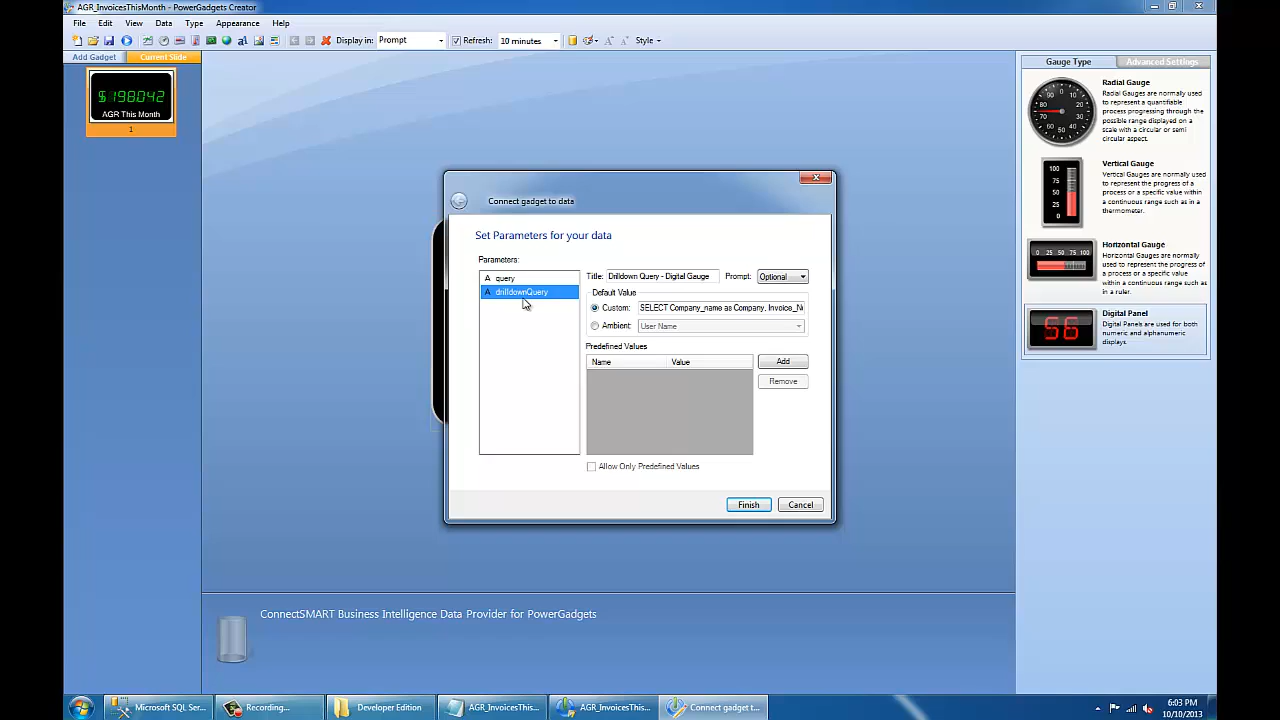 AGR_InvoicesThisMonth - PowerGadgets Creator
File Edit View Data Type Appearance Help
Display in: Prompt Refresh: 10 minutes Style
Add Gadget Current Slide
$198042
AGR This Month
1
Connect gadget to data
Set Parameters for your data
Parameters:
A query
A drilldownQuery
Title: Drilldown Query - Digital Gauge Prompt: Optional
Default Value
Custom: SELECT Company_name as Company, Invoice_N
Ambient: User Name
Predefined Values
Name Value
Add
Remove
Allow Only Predefined Values
Finish Cancel
Gauge Type Advanced Settings
Radial Gauge
Radial Gauges are normally used
to represent a quantifiable
process progressing through the
possible range displayed on a
scale with a circular or semi
circular aspect.
Vertical Gauge
Vertical Gauges are normally
used to represent the progress of
a process or a specific value within
a continuous range such as in a
thermometer.
Horizontal Gauge
Horizontal Gauges are normally
used to represent the progress of
a process or a specific value
within a continuous range such as
in a ruler.
Digital Panel
Digital Panels are used for both
numeric and alphanumeric
displays.
56
ConnectSMART Business Intelligence Data Provider for PowerGadgets
Microsoft SQL Ser... Recording... Developer Edition AGR_InvoicesThis... AGR_InvoicesThis... Connect gadget t...
6:03 PM
10/10/2013